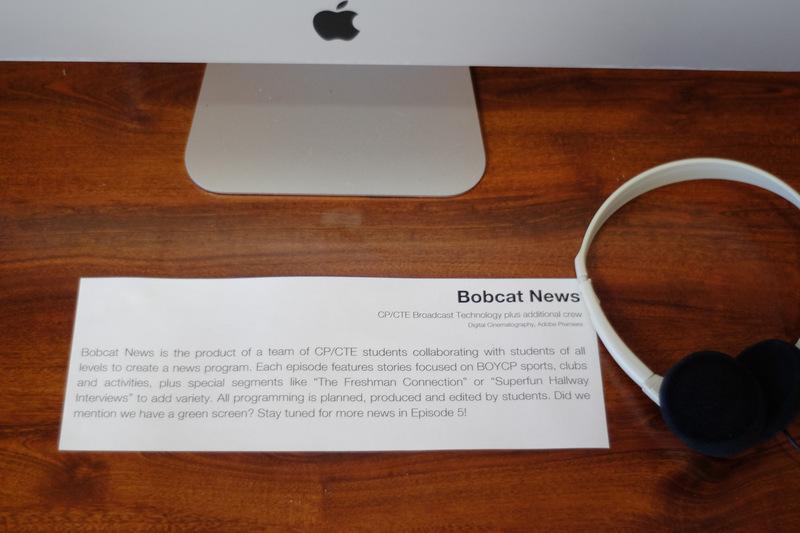 Bobcat News
CP/CTE Broadcast Technology plus additional crew
Digital Cinematography, Adobe Premiere
Bobcat News is the product of a team of CP/CTE students collaborating with students of all
levels to create a news program. Each episode features stories focused on BOYCP sports, clubs
and activities, plus special segments like “The Freshman Connection” or “Superfun Hallway
Interviews” to add variety. All programming is planned, produced and edited by students. Did we
mention we have a green screen? Stay tuned for more news in Episode 5!